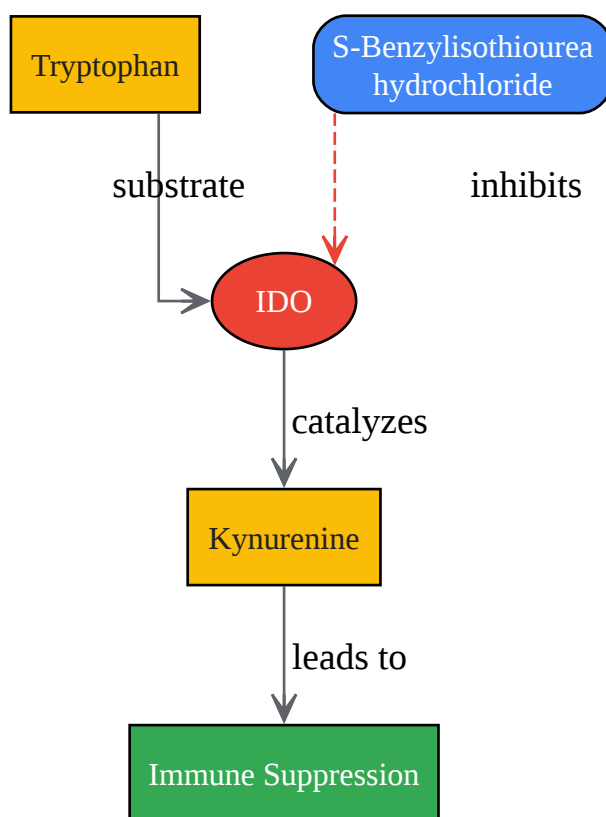 Tryptophan
S-Benzylisothiourea
hydrochloride
substrate
inhibits
IDO
catalyzes
Kynurenine
leads to
Immune Suppression